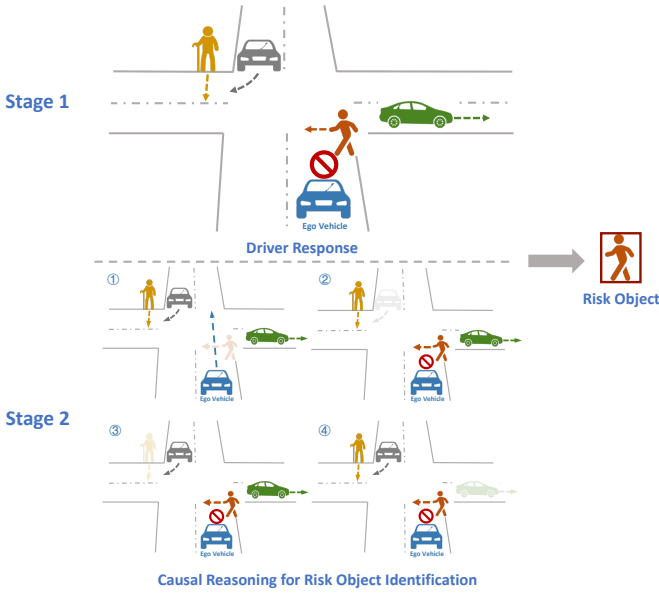 Stage 1
Ego Vehicle
Driver Response
Risk Object
①
②
Ego Vehicle
Ego Vehicle
Stage 2
③
④
Ego Vehicle
Ego Vehicle
Causal Reasoning for Risk Object Identification